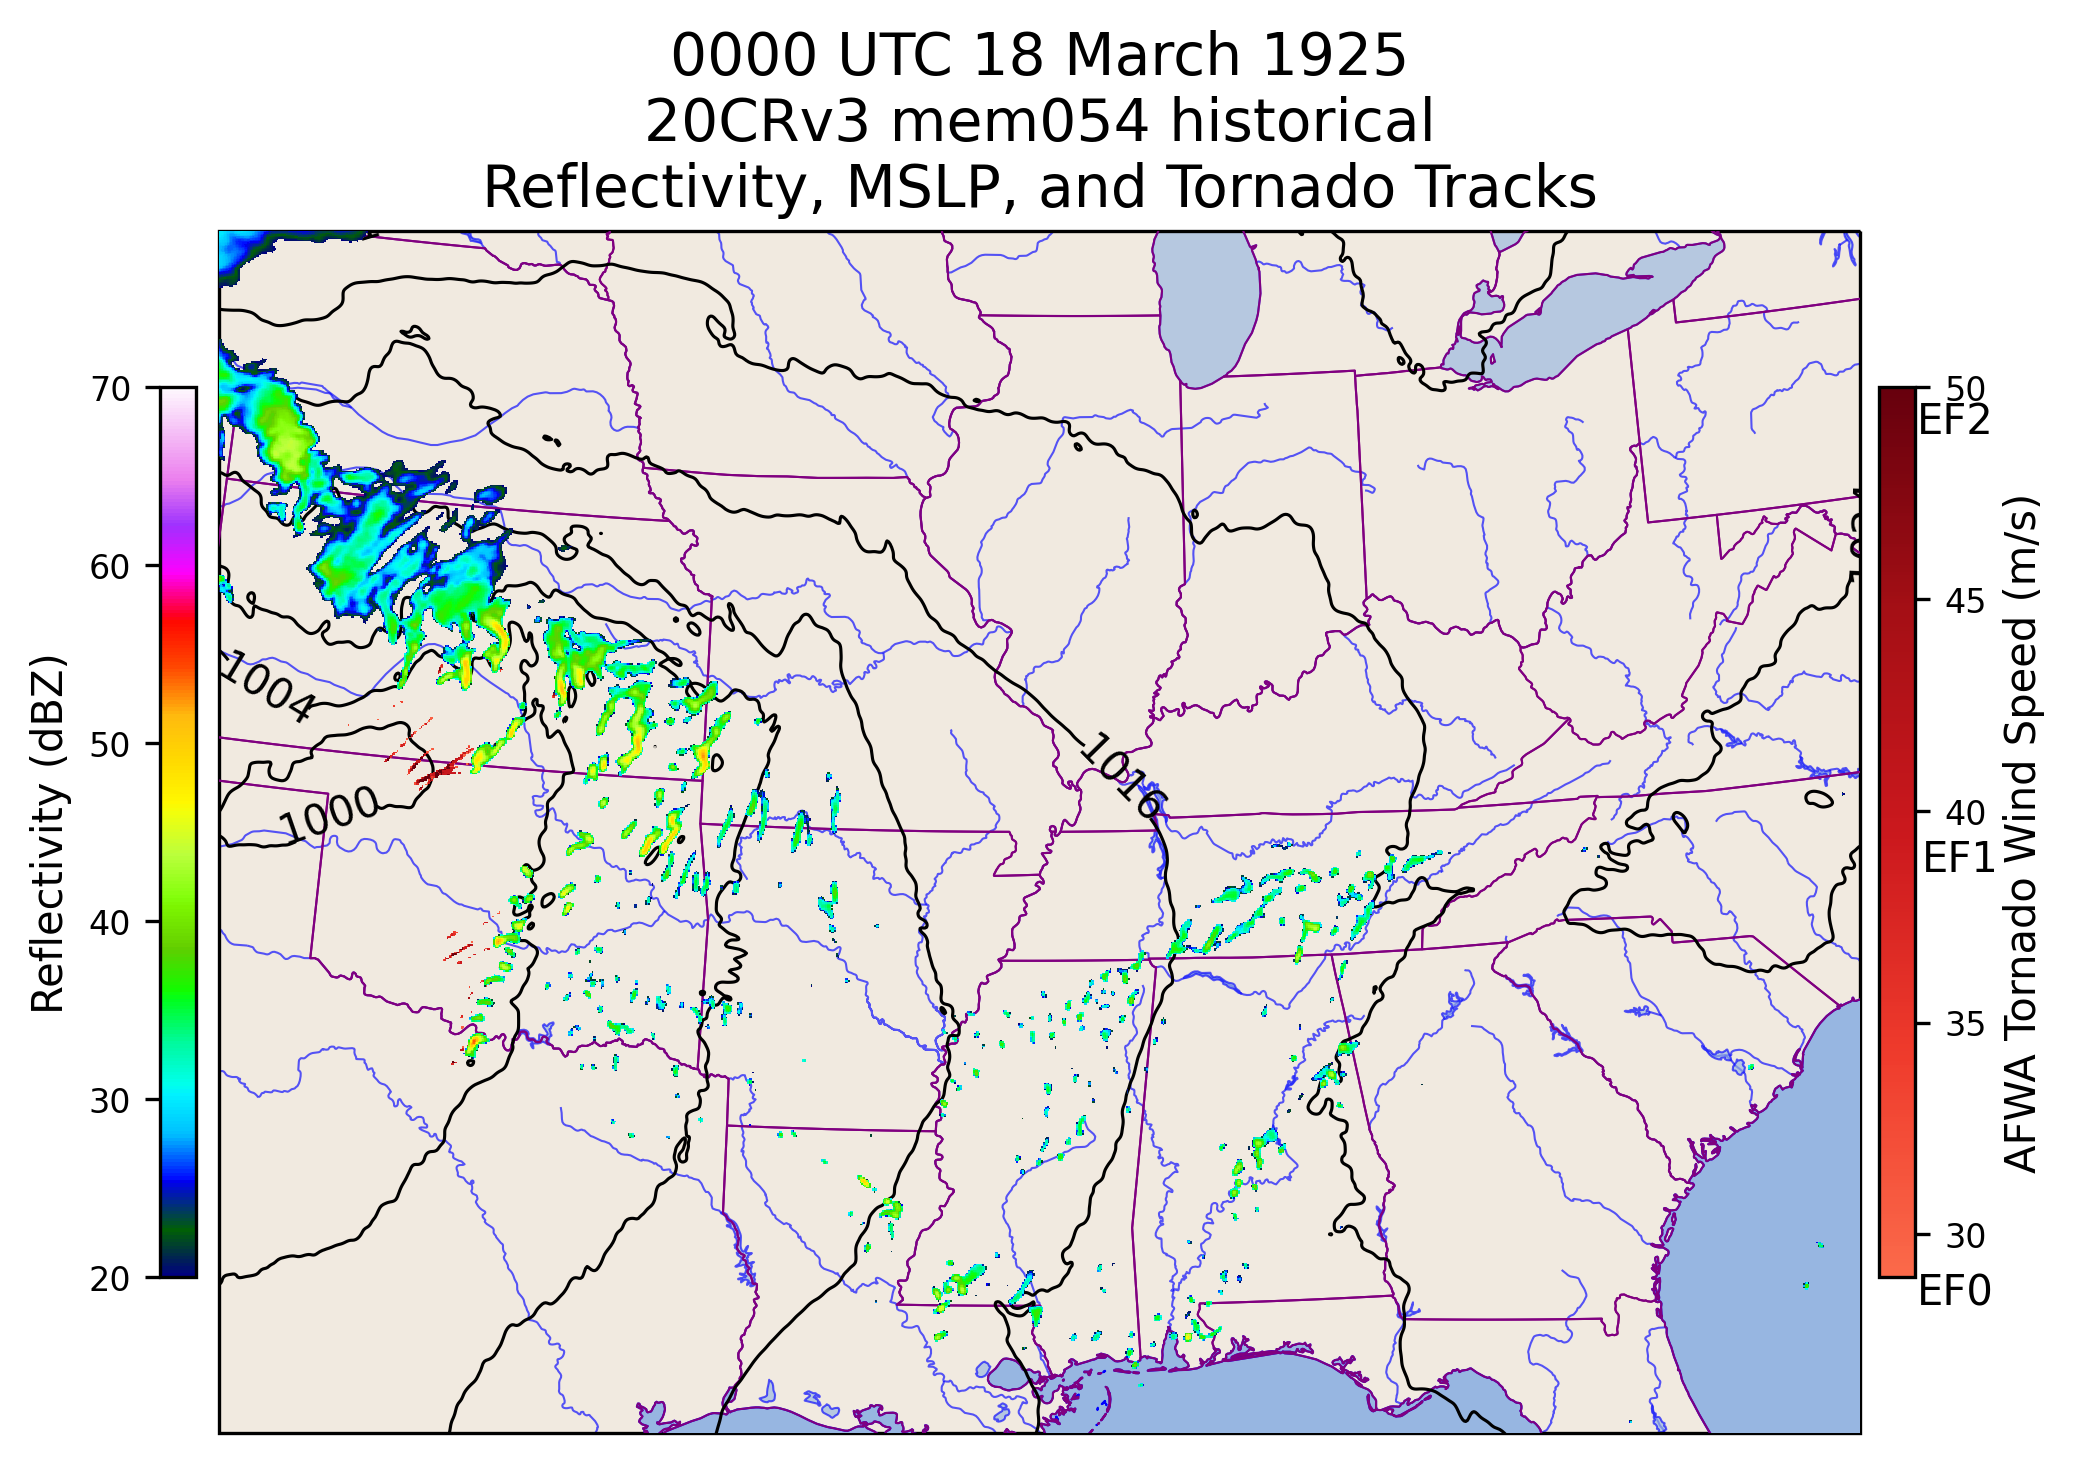 0000 UTC 18 March 1925
20CRv3 mem054 historical
Reflectivity, MSLP, and Tornado Tracks
Reflectivity (dBZ)
70
60
50
40
30
20
1004
1000
1016
50
EF2
45
40
EF1
35
30
EF0
AFWA Tornado Wind Speed (m/s)